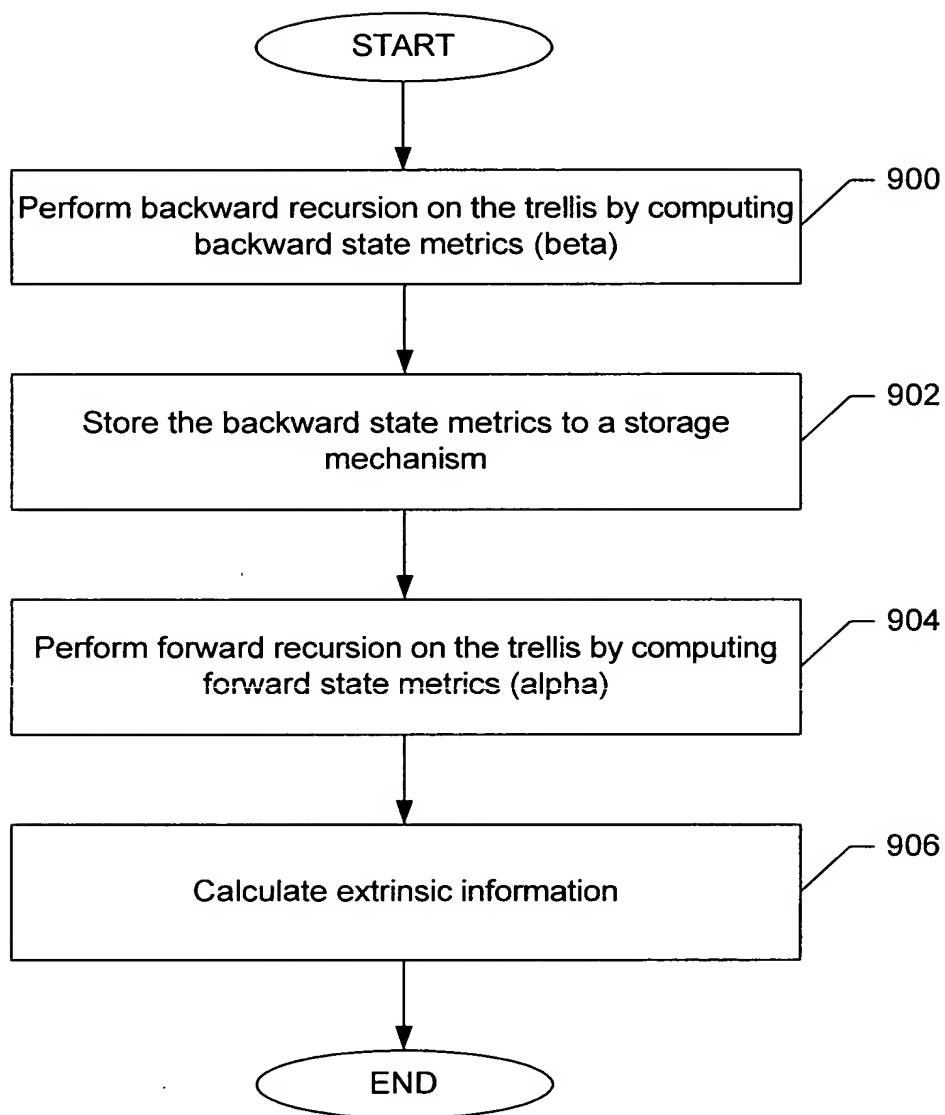 START
900
Perform backward recursion on the trellis by computing
backward state metrics (beta)
902
Store the backward state metrics to a storage
mechanism
904
Perform forward recursion on the trellis by computing
forward state metrics (alpha)
906
Calculate extrinsic information
END